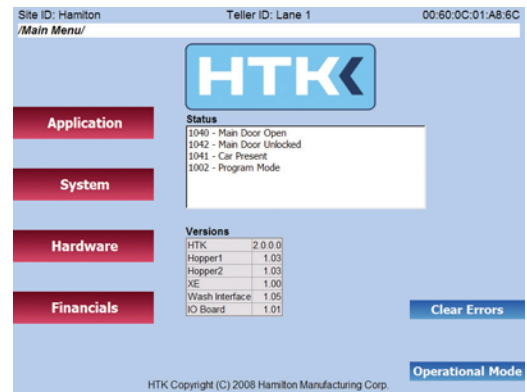 Site ID: Hamiton Teller ID: Lane 1 00:60:0C:01:A8:6C
/Main Menu/
HTK
Application
System
Hardware
Financials
Status
1040 - Main Door Open
1042 - Main Door Unlocked
1041 - Car Present
1002 - Program Mode
Versions
HTK 2.0.0.0
Hopper1 1.03
Hopper2 1.03
XE 1.00
Wash Interface 1.05
IO Board 1.01
Clear Errors
Operational Mode
HTK Copyright (C) 2008 Hamilton Manufacturing Corp.